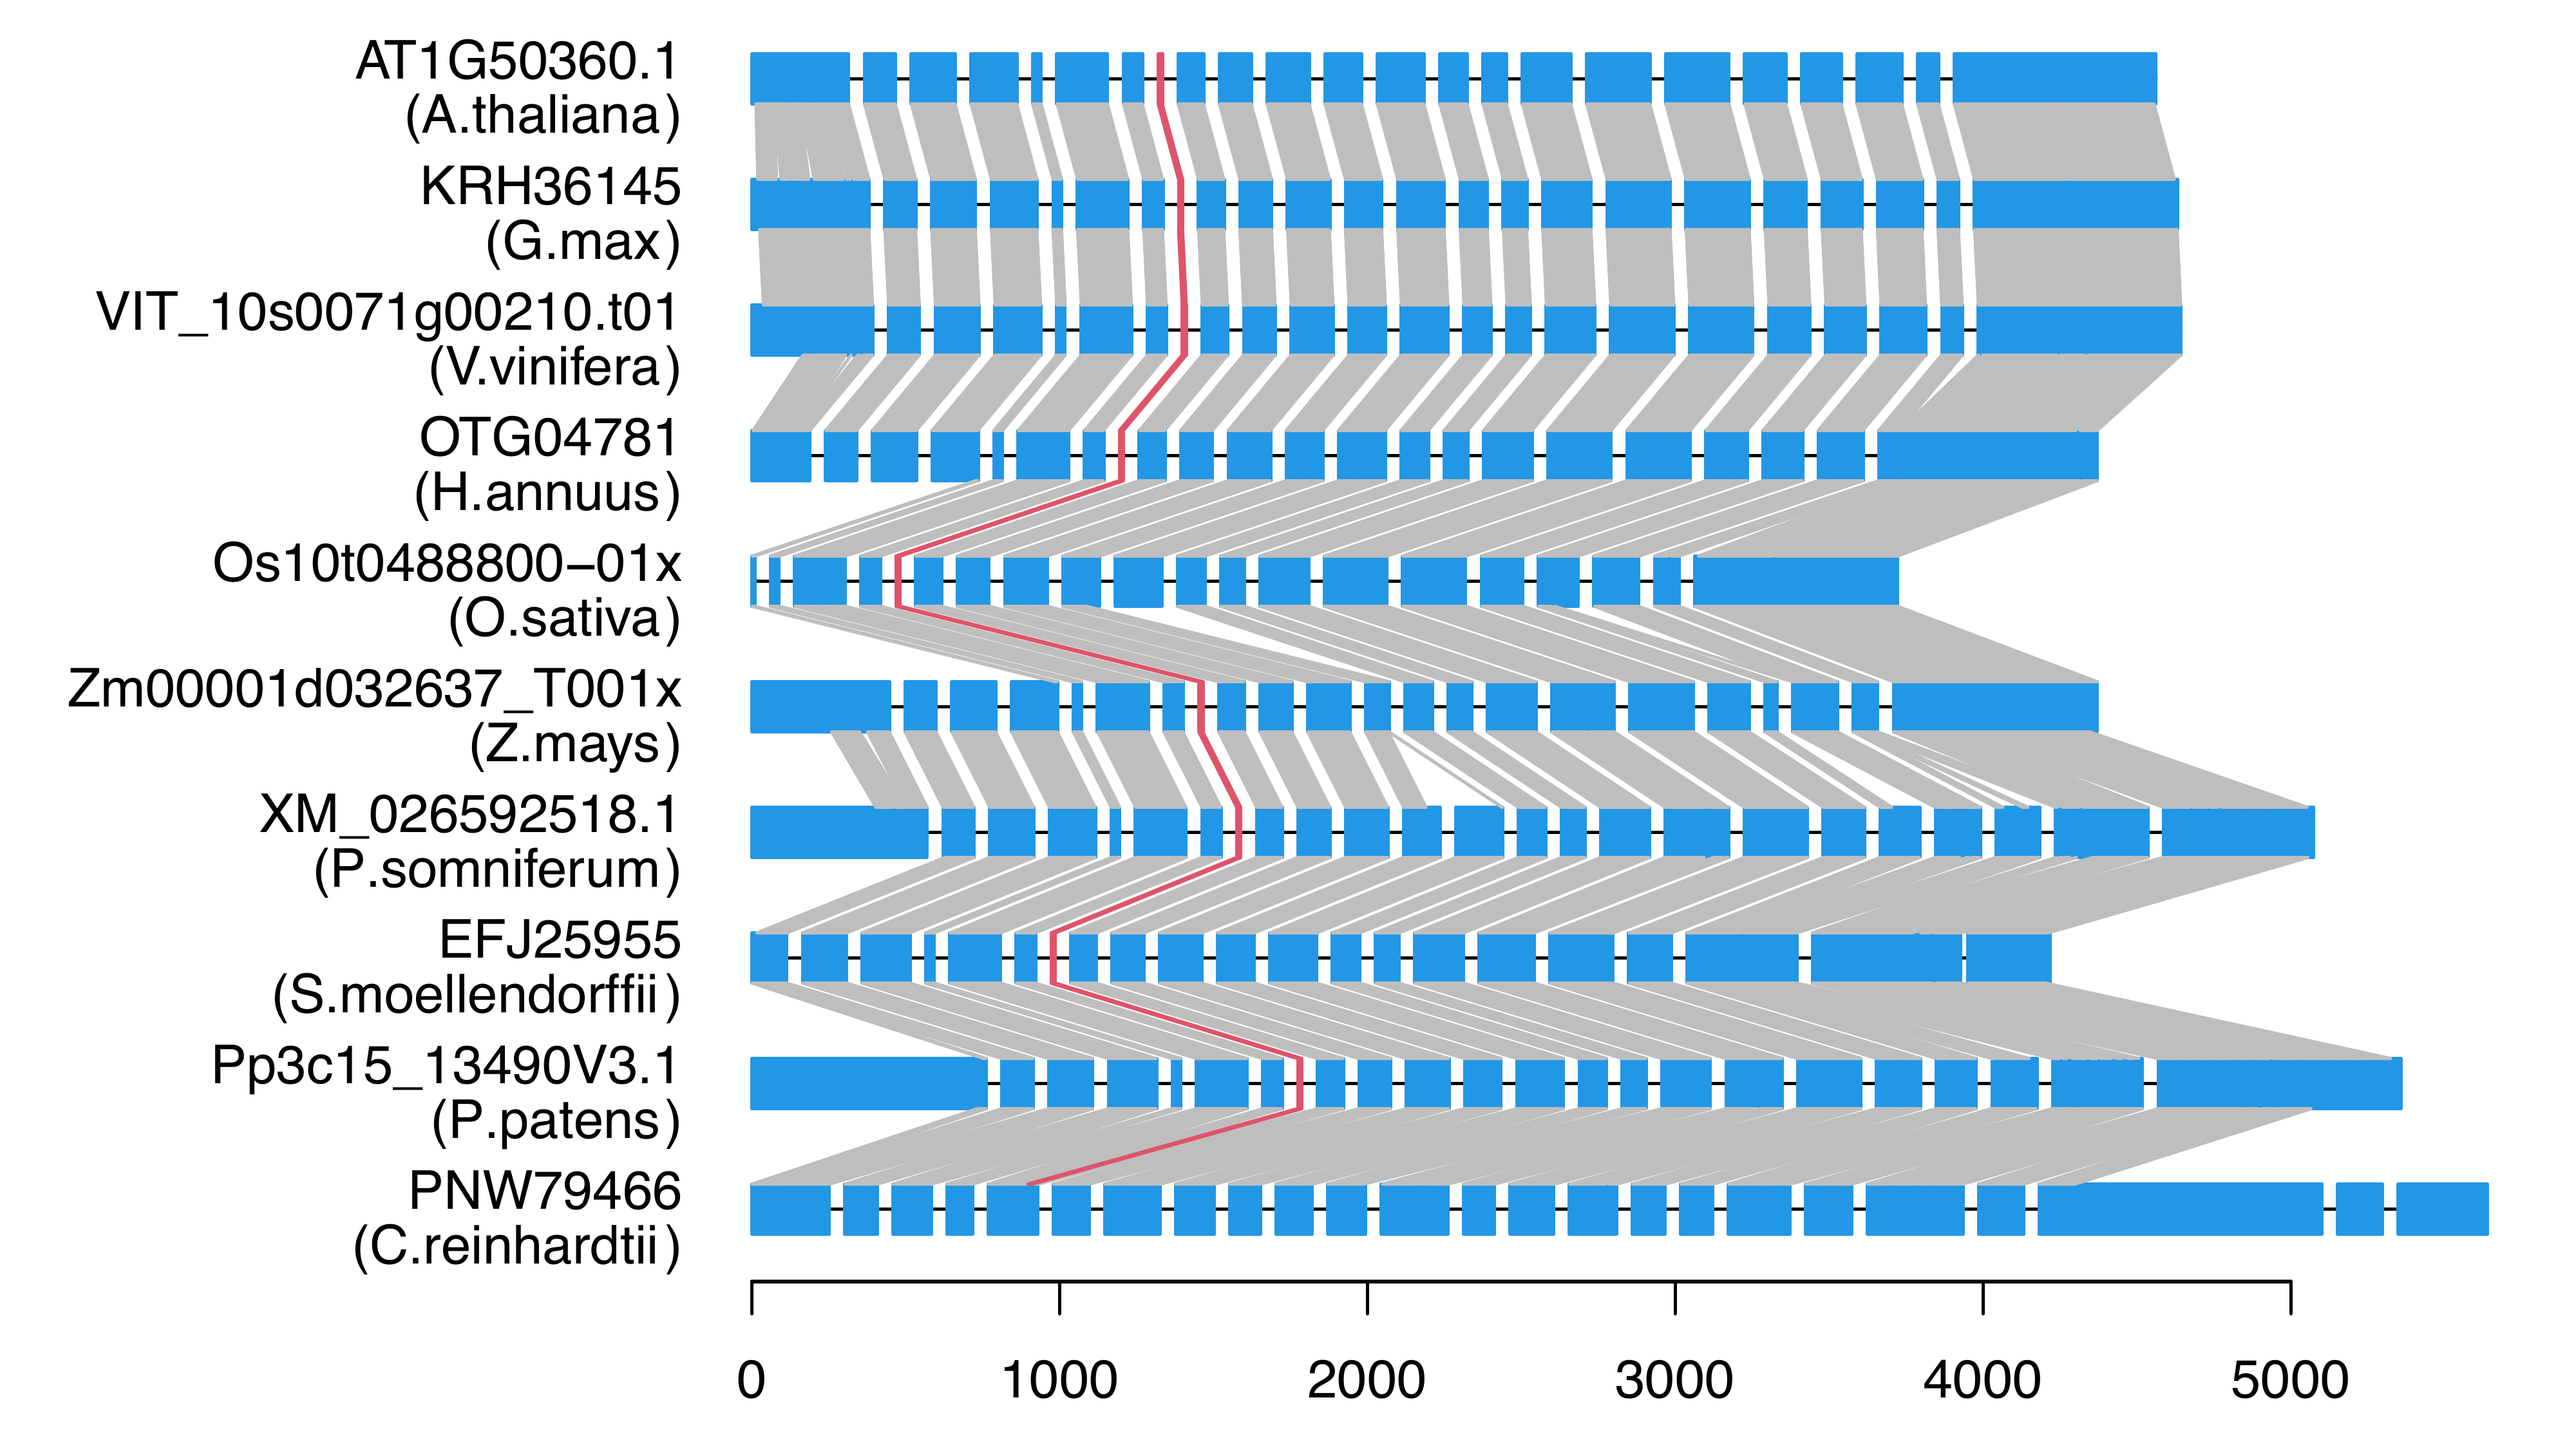 AT1G50360.1
(A.thaliana)
KRH36145
(G.max)
VIT_10s0071g00210.t01
(V.vinifera)
OTG04781
(H.annuus)
Os10t0488800−01x
(O.sativa)
Zm00001d032637_T001x
(Z.mays)
XM_026592518.1
(P.somniferum)
EFJ25955
(S.moellendorffii)
Pp3c15_13490V3.1
(P.patens)
PNW79466
(C.reinhardtii)
0 1000 2000 3000 4000 5000